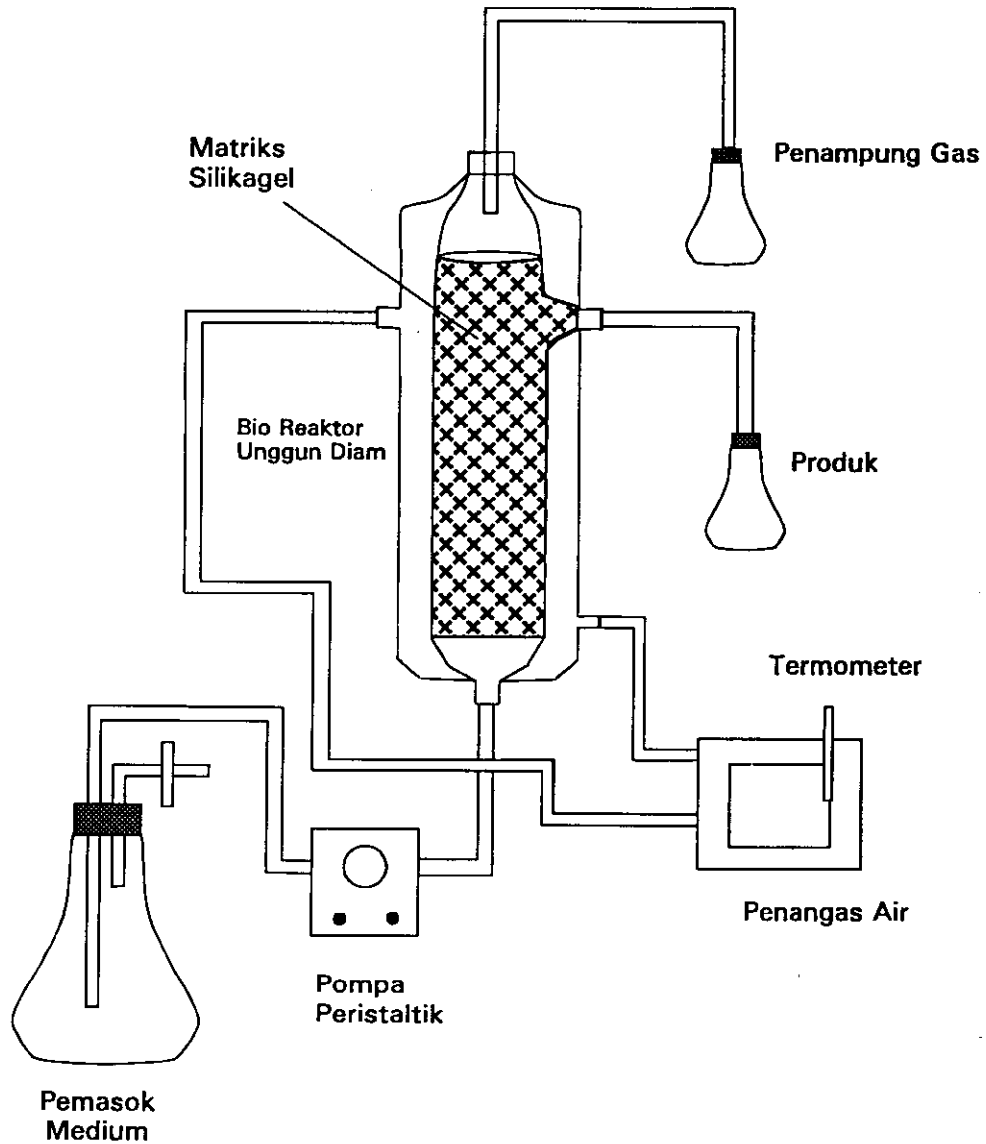 Matriks
Silikagel
Penampung Gas
Bio Reaktor
Unggun Diam
Produk
Termometer
Penangas Air
Pompa
Peristaltik
Pemasok
Medium